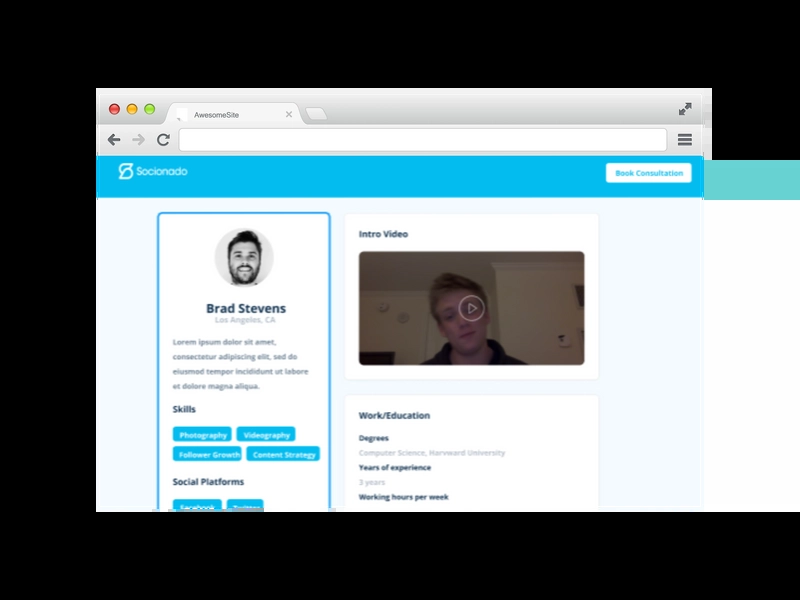 AwesomeSite
Socionado
Book Consultation
Brad Stevens
Los Angeles, CA
Lorem ipsum dolor sit amet,
consectetur adipiscing elit, sed do
eiusmod tempor incididunt ut labore
et dolore magna aliqua.
Skills
Photography
Videography
Follower Growth
Content Strategy
Social Platforms
Facebook
Twitter
Intro Video
Work/Education
Degrees
Computer Science, Harvward University
Years of experience
3 years
Working hours per week